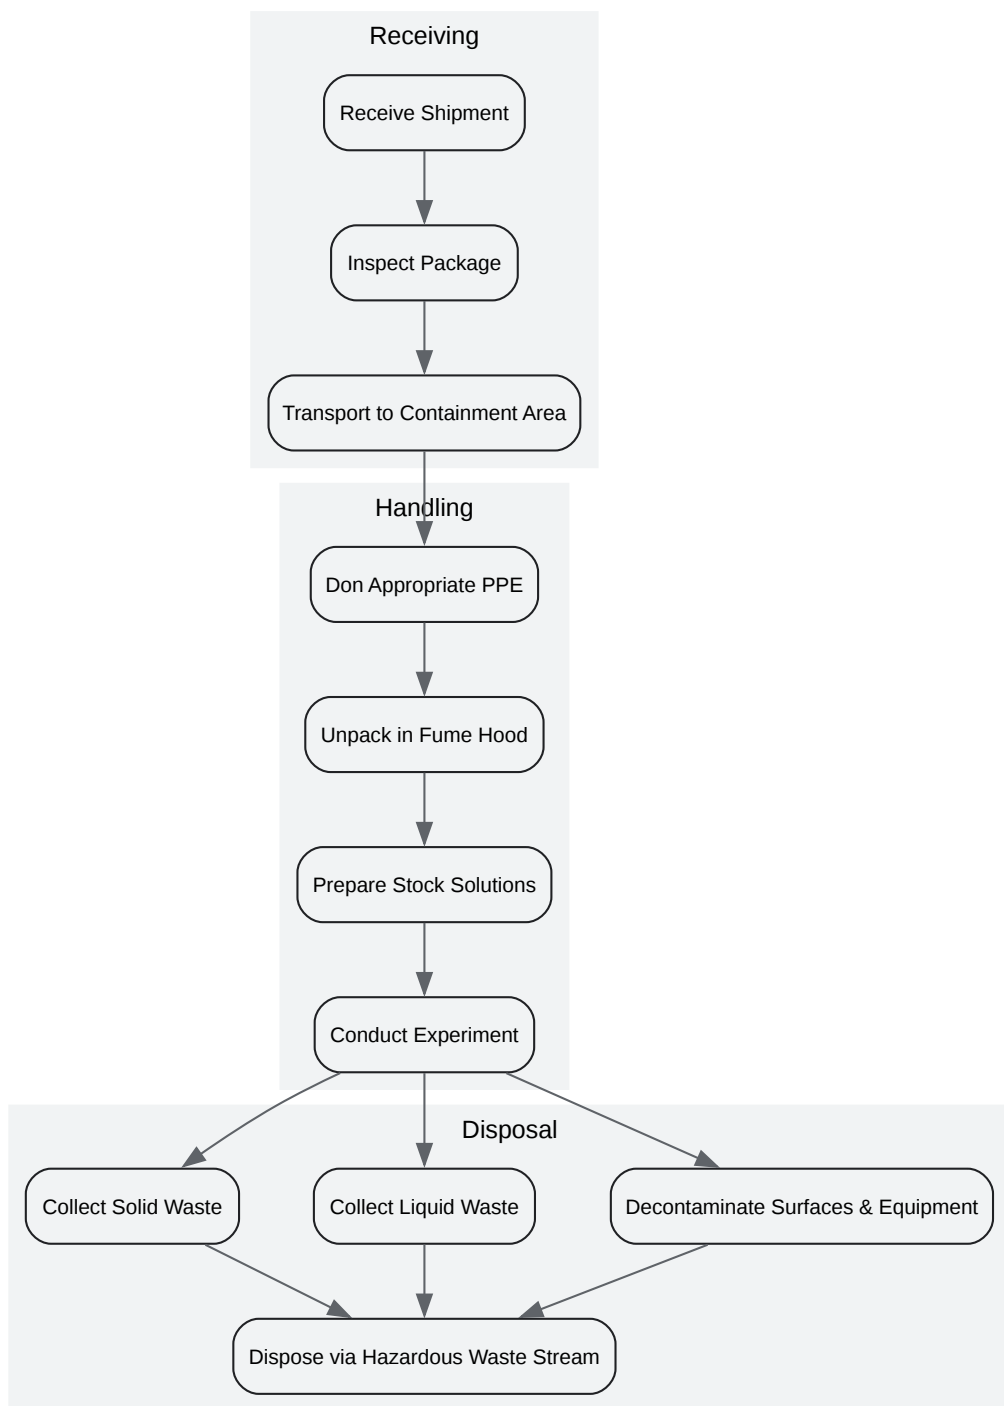 Receiving
Receive Shipment
Inspect Package
Transport to Containment Area
Handling
Don Appropriate PPE
Unpack in Fume Hood
Prepare Stock Solutions
Conduct Experiment
Disposal
Collect Solid Waste
Collect Liquid Waste
Decontaminate Surfaces & Equipment
Dispose via Hazardous Waste Stream